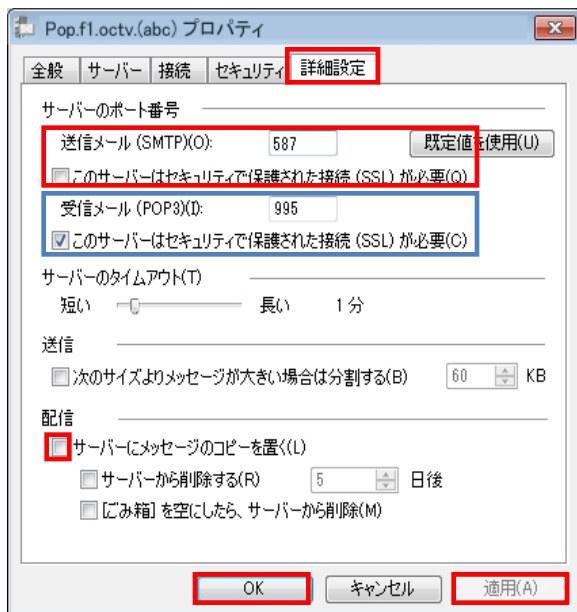 Pop.f1.octv.(abc) プロパティ
全般 サーバー 接続 セキュリティ 詳細設定
サーバーのポート番号
送信メール (SMTP)(O): 587 既定値を使用(U)
このサーバーはセキュリティで保護された接続 (SSL) が必要(Q)
受信メール (POP3)(I): 995
このサーバーはセキュリティで保護された接続 (SSL) が必要(C)
サーバーのタイムアウト(T)
短い 長い 1 分
送信
次のサイズよりメッセージが大きい場合は分割する(B) 60 KB
配信
サーバーにメッセージのコピーを置く(L)
サーバーから削除する(R) 5 日後
[ごみ箱] を空にしたら、サーバーから削除(M)
OK キャンセル 適用(A)